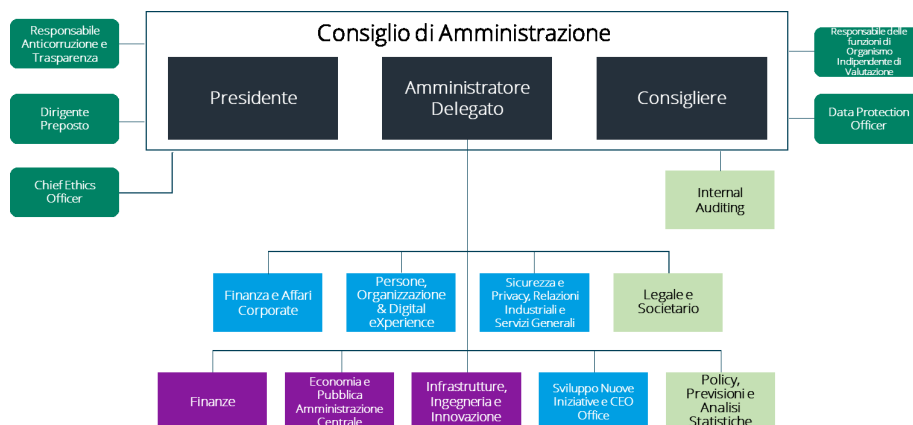 Consiglio di Amministrazione
Responsabile
Anticorruzione e
Trasparenza
Responsabile delle
funzioni di
Organismo
Indipendente di
Valutazione
Presidente
Amministratore
Delegato
Consigliere
Dirigente
Preposto
Data Protection
Officer
Chief Ethics
Officer
Internal
Auditing
Finanza e Affari
Corporate
Persone,
Organizzazione
& Digital
eXperience
Sicurezza e
Privacy, Relazioni
Industriali e
Servizi Generali
Legale e
Societario
Finanze
Economia e
Pubblica
Amministrazione
Centrale
Infrastrutture,
Ingegneria e
Innovazione
Sviluppo Nuove
Iniziative e CEO
Office
Policy,
Previsioni e
Analisi
Statistiche